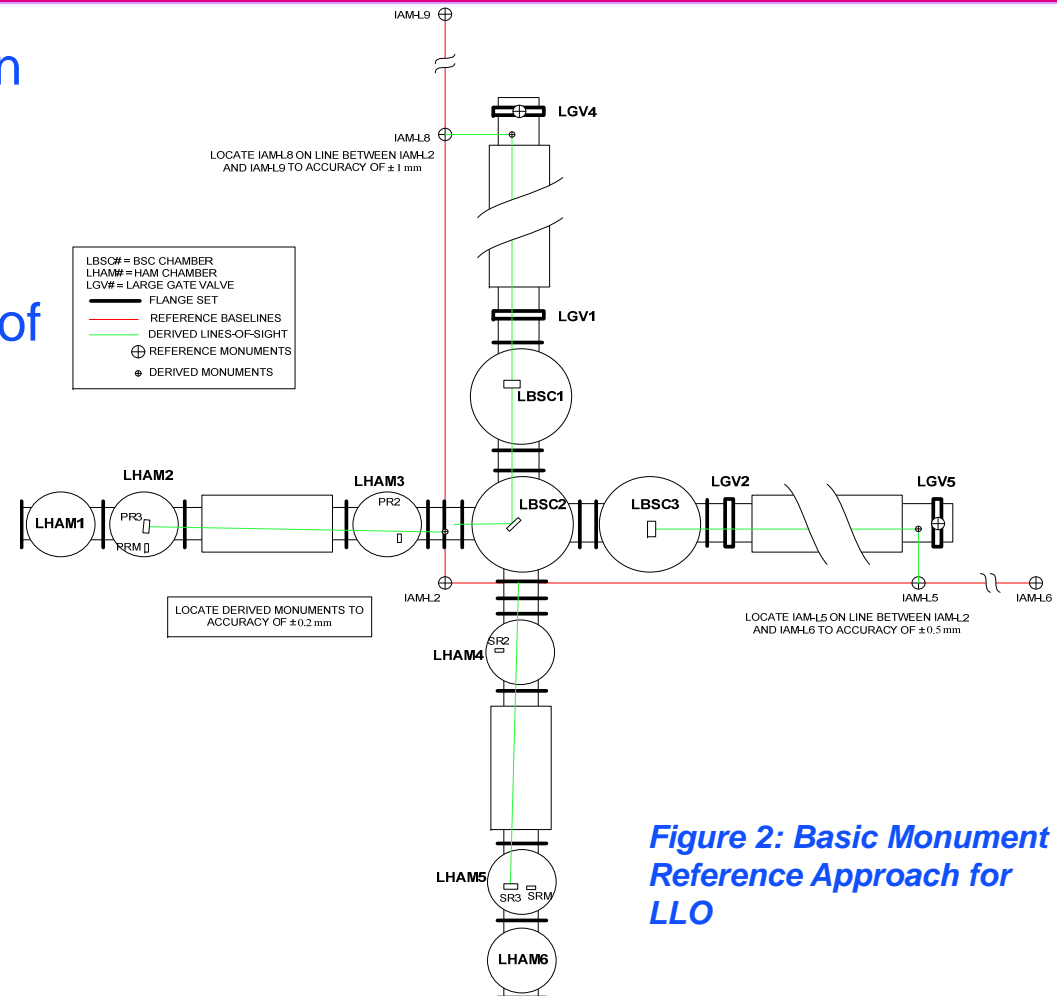 IAM-L9
n
LGV4
IAM-L8
LOCATE IAM-L8 ON LINE BETWEEN IAM-L2
AND IAM-L9 TO ACCURACY OF ± 1 mm
LBSC# = BSC CHAMBER
LHAM# = HAM CHAMBER
LGV# = LARGE GATE VALVE
FLANGE SET
REFERENCE BASELINES
DERIVED LINES-OF-SIGHT
REFERENCE MONUMENTS
DERIVED MONUMENTS
of
LGV1
LBSC1
LHAM2
LHAM3
LBSC2
LGV2
LGV5
LBSC3
PR2
PR3
LHAM1
PRM
IAM-L2
IAM-L5
IAM-L6
LOCATE DERIVED MONUMENTS TO
ACCURACY OF ± 0.2 mm
LOCATE IAM-L5 ON LINE BETWEEN IAM-L2
AND IAM-L6 TO ACCURACY OF ± 0.5 mm
SR2
LHAM4
LHAM5
SR3
SRM
LHAM6
Figure 2: Basic Monument
Reference Approach for
LLO